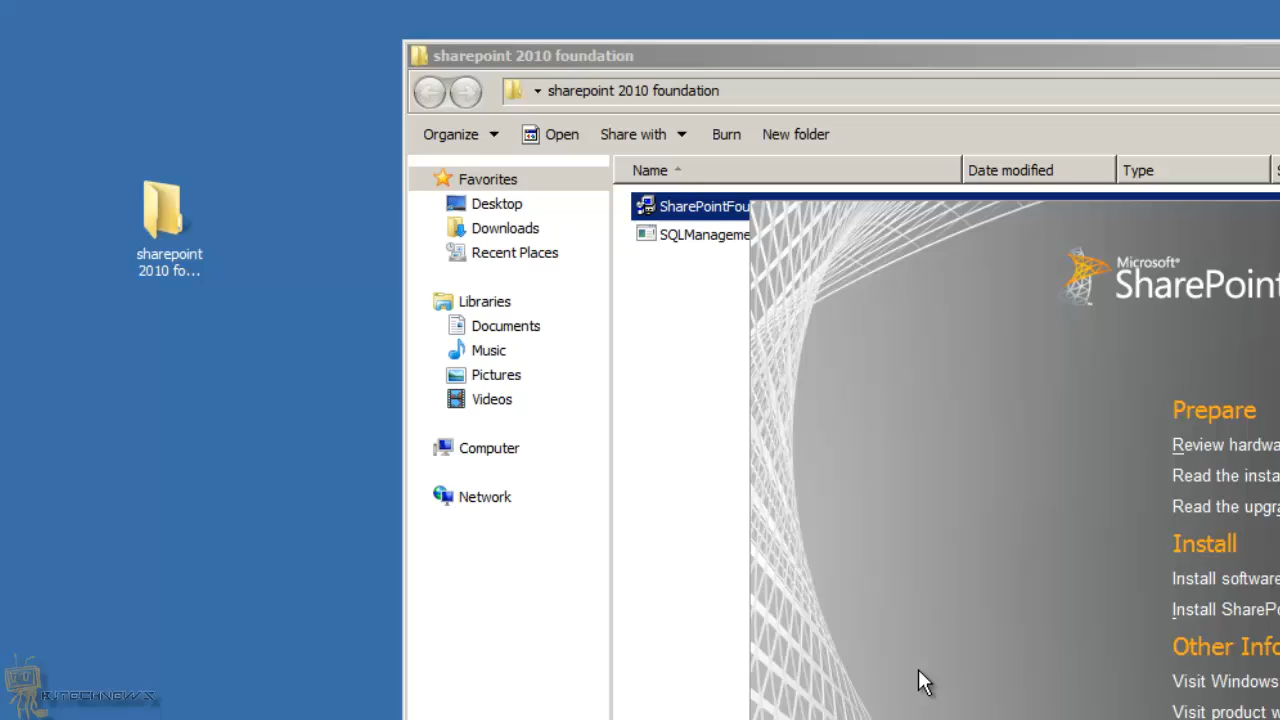 sharepoint 2010 foundation
sharepoint 2010 foundation
Organize Open Share with Burn New folder
Name Date modified Type
Favorites
Desktop
Downloads
Recent Places
Libraries
Documents
Music
Pictures
Videos
Computer
Network
SharePointFou
SQLManageme
sharepoint
2010 fo...
Microsoft®
SharePoint
Prepare
Review hardwa
Read the insta
Read the upgra
Install
Install software
Install SharePo
Other Info
Visit Windows
Visit product w